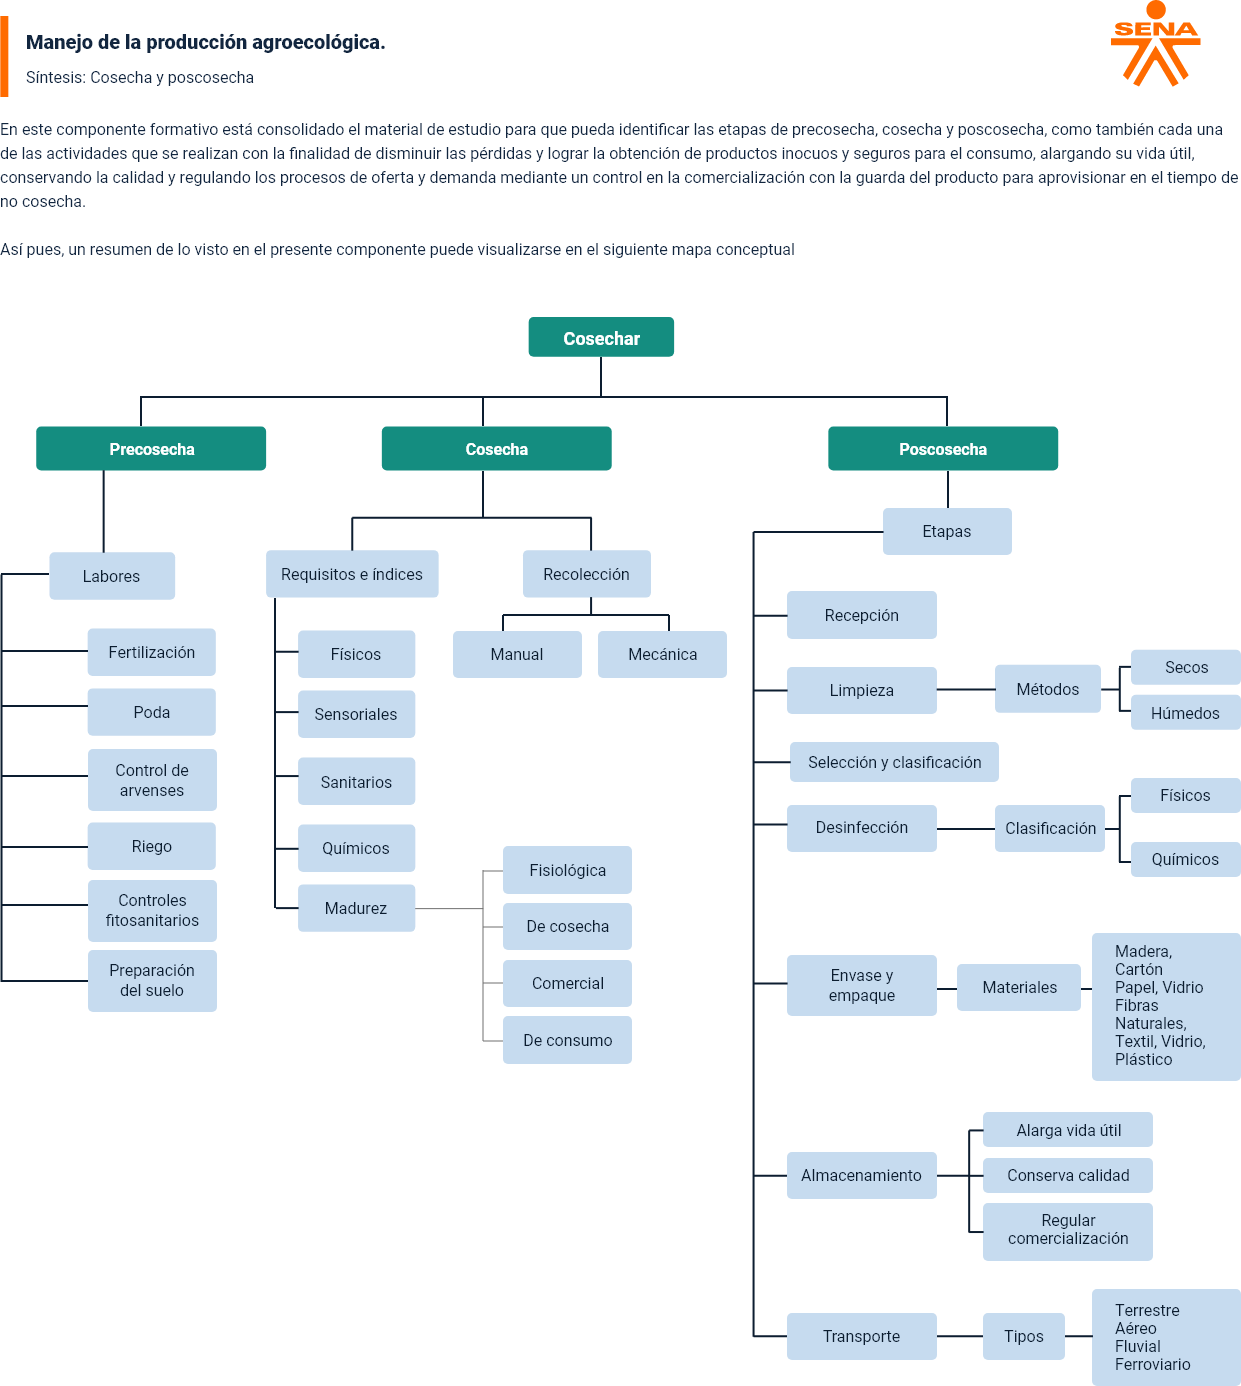 SENA
Manejo de la producción agroecológica.
Síntesis: Cosecha y poscosecha
En este componente formativo está consolidado el material de estudio para que pueda identificar las etapas de precosecha, cosecha y poscosecha, como también cada una
de las actividades que se realizan con la finalidad de disminuir las pérdidas y lograr la obtención de productos inocuos y seguros para el consumo, alargando su vida útil,
conservando la calidad y regulando los procesos de oferta y demanda mediante un control en la comercialización con la guarda del producto para aprovisionar en el tiempo de
no cosecha.
Así pues, un resumen de lo visto en el presente componente puede visualizarse en el siguiente mapa conceptual
Cosechar
Precosecha
Labores
Fertilización
Poda
Control de
arvenses
Riego
Controles
fitosanitarios
Preparación
del suelo
Cosecha
Requisitos e índices
Físicos
Sensoriales
Sanitarios
Químicos
Madurez
Fisiológica
De cosecha
Comercial
De consumo
Recolección
Manual
Mecánica
Poscosecha
Etapas
Recepción
Limpieza
Métodos
Secos
Húmedos
Selección y clasificación
Desinfección
Clasificación
Físicos
Químicos
Envase y
empaque
Materiales
Madera,
Cartón
Papel, Vidrio
Fibras
Naturales,
Textil, Vidrio,
Plástico
Almacenamiento
Alarga vida útil
Conserva calidad
Regular
comercialización
Transporte
Tipos
Terrestre
Aéreo
Fluvial
Ferroviario